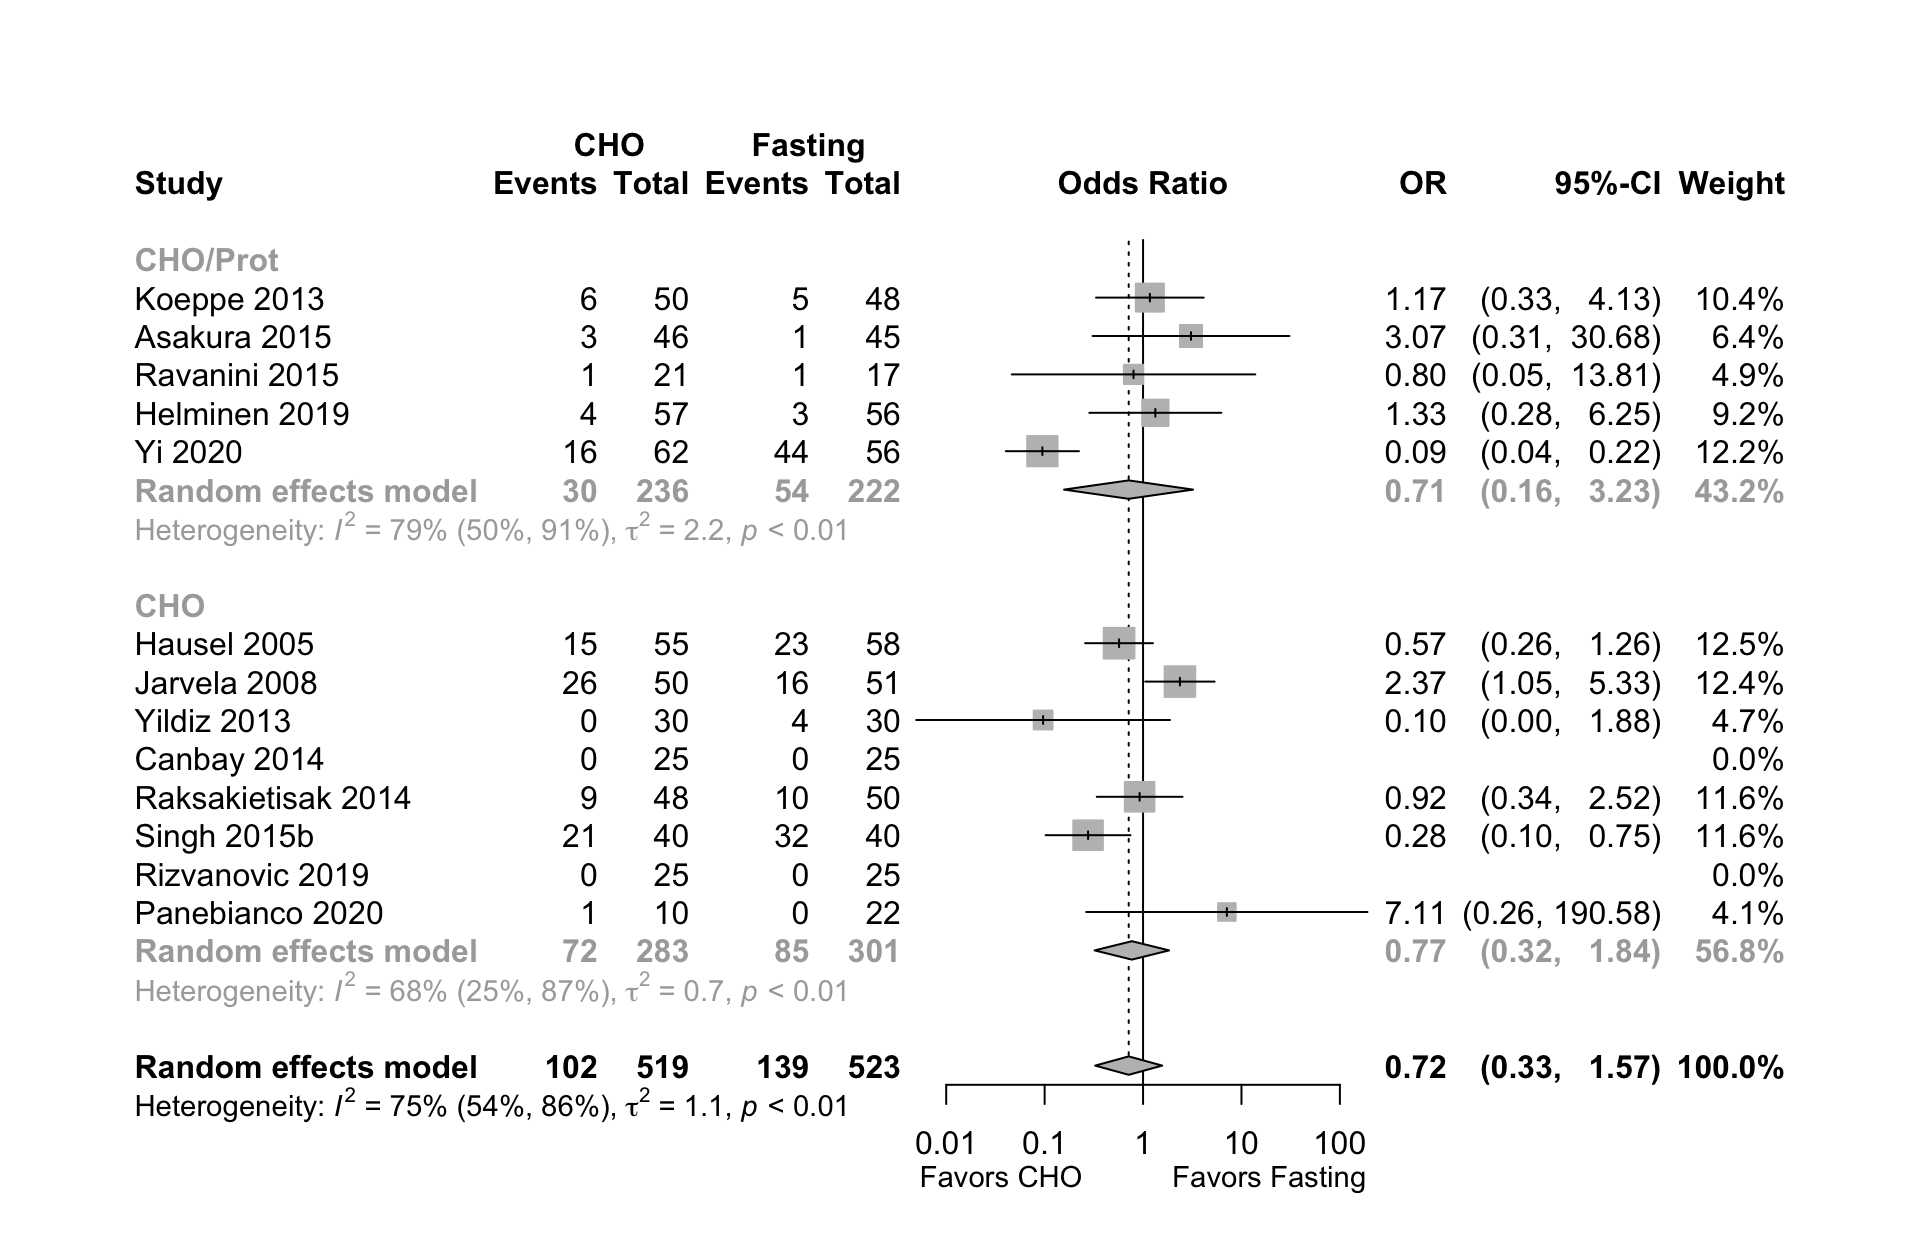 CHO Fasting
Study Events Total Events Total Odds Ratio OR 95%-CI Weight
CHO/Prot
Koeppe 2013 6 50 5 48 1.17 (0.33, 4.13) 10.4%
Asakura 2015 3 46 1 45 3.07 (0.31, 30.68) 6.4%
Ravanini 2015 1 21 1 17 0.80 (0.05, 13.81) 4.9%
Helminen 2019 4 57 3 56 1.33 (0.28, 6.25) 9.2%
Yi 2020 16 62 44 56 0.09 (0.04, 0.22) 12.2%
Random effects model 30 236 54 222 0.71 (0.16, 3.23) 43.2%
Heterogeneity: I² = 79% (50%, 91%), τ² = 2.2, p < 0.01
CHO
Hausel 2005 15 55 23 58 0.57 (0.26, 1.26) 12.5%
Jarvela 2008 26 50 16 51 2.37 (1.05, 5.33) 12.4%
Yildiz 2013 0 30 4 30 0.10 (0.00, 1.88) 4.7%
Canbay 2014 0 25 0 25 0.0%
Raksakietisak 2014 9 48 10 50 0.92 (0.34, 2.52) 11.6%
Singh 2015b 21 40 32 40 0.28 (0.10, 0.75) 11.6%
Rizvanovic 2019 0 25 0 25 0.0%
Panebianco 2020 1 10 0 22 7.11 (0.26, 190.58) 4.1%
Random effects model 72 283 85 301 0.77 (0.32, 1.84) 56.8%
Heterogeneity: I² = 68% (25%, 87%), τ² = 0.7, p < 0.01
Random effects model 102 519 139 523 0.72 (0.33, 1.57) 100.0%
Heterogeneity: I² = 75% (54%, 86%), τ² = 1.1, p < 0.01
0.01 0.1 1 10 100
Favors CHO Favors Fasting